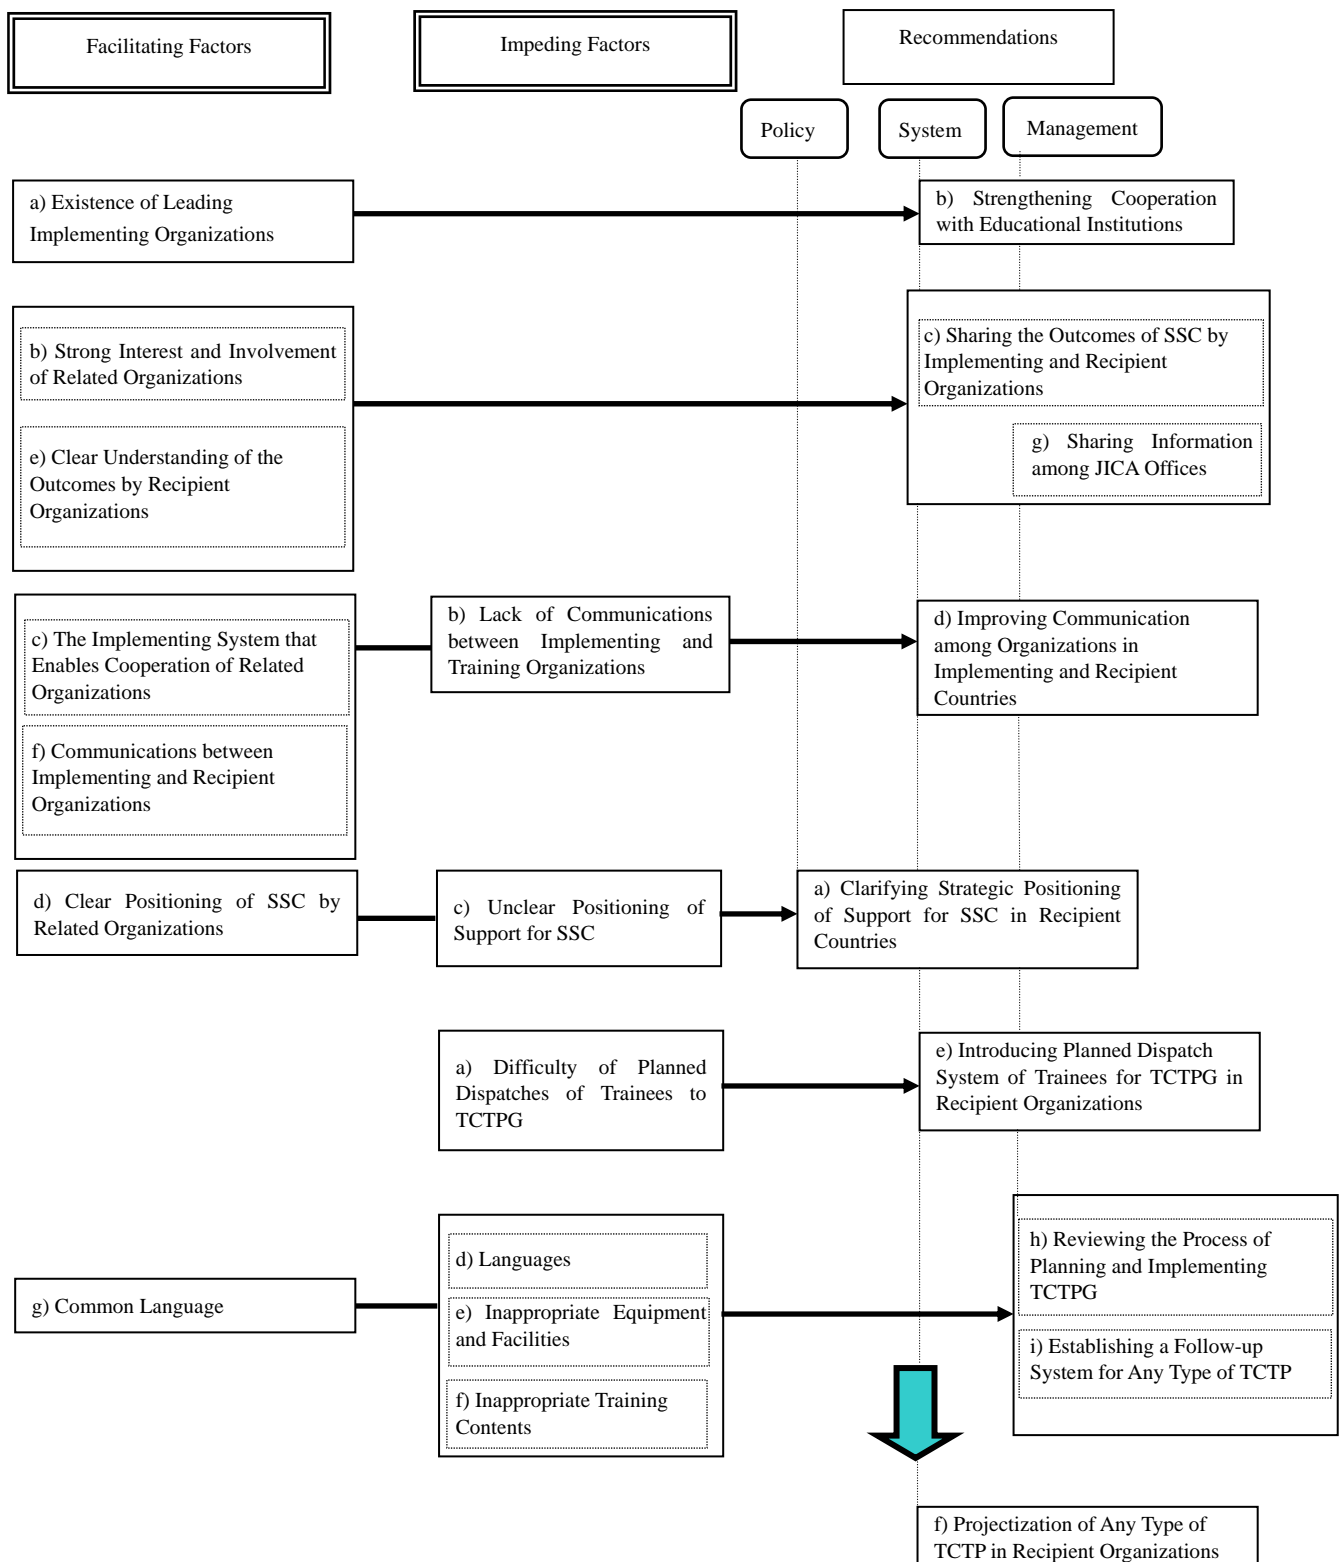 Facilitating Factors
Impeding Factors
Recommendations
Policy
System
Management
a) Existence of Leading
Implementing Organizations
b) Strengthening Cooperation
with Educational Institutions
b) Strong Interest and Involvement
of Related Organizations
e) Clear Understanding of the
Outcomes by Recipient
Organizations
c) Sharing the Outcomes of SSC by
Implementing and Recipient
Organizations
g) Sharing Information
among JICA Offices
c) The Implementing System that
Enables Cooperation of Related
Organizations
f) Communications between
Implementing and Recipient
Organizations
b) Lack of Communications
between Implementing and
Training Organizations
d) Improving Communication
among Organizations in
Implementing and Recipient
Countries
d) Clear Positioning of SSC by
Related Organizations
c) Unclear Positioning of
Support for SSC
a) Clarifying Strategic Positioning
of Support for SSC in Recipient
Countries
a) Difficulty of Planned
Dispatches of Trainees to
TCTPG
e) Introducing Planned Dispatch
System of Trainees for TCTPG in
Recipient Organizations
g) Common Language
d) Languages
e) Inappropriate Equipment
and Facilities
f) Inappropriate Training
Contents
h) Reviewing the Process of
Planning and Implementing
TCTPG
i) Establishing a Follow-up
System for Any Type of TCTP
f) Projectization of Any Type of
TCTP in Recipient Organizations